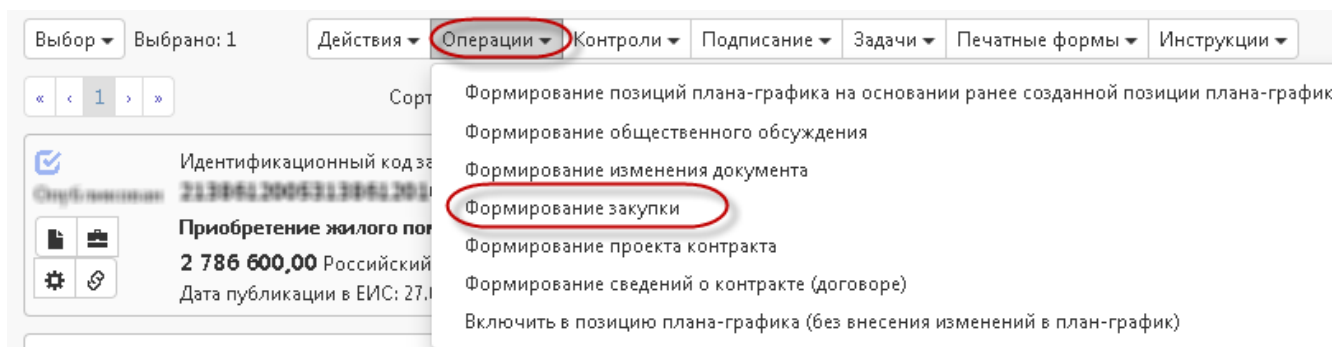 Выбор Выбрано: 1 Действия Операции Контроли Подписание Задачи Печатные формы Инструкции
« ‹ 1 › » Сорт
Формирование позиций плана-графика на основании ранее созданной позиции плана-график
Формирование общественного обсуждения
Идентификационный код за
Формирование изменения документа
Формирование закупки
Приобретение жилого пом
Формирование проекта контракта
2 786 600,00 Российский
Формирование сведений о контракте (договоре)
Дата публикации в ЕИС: 27.
Включить в позицию плана-графика (без внесения изменений в план-график)